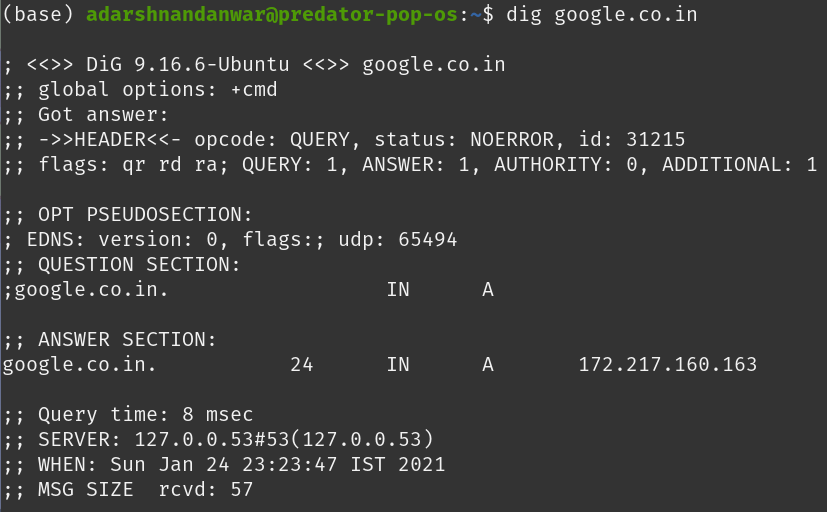 (base) adarshnandanwar@predator-pop-os:~$ dig google.co.in
; <<>> DiG 9.16.6-Ubuntu <<>> google.co.in
;; global options: +cmd
;; Got answer:
;; ->>HEADER<<- opcode: QUERY, status: NOERROR, id: 31215
;; flags: qr rd ra; QUERY: 1, ANSWER: 1, AUTHORITY: 0, ADDITIONAL: 1
;; OPT PSEUDOSECTION:
; EDNS: version: 0, flags:; udp: 65494
;; QUESTION SECTION:
;google.co.in. IN A
;; ANSWER SECTION:
google.co.in. 24 IN A 172.217.160.163
;; Query time: 8 msec
;; SERVER: 127.0.0.53#53(127.0.0.53)
;; WHEN: Sun Jan 24 23:23:47 IST 2021
;; MSG SIZE  rcvd: 57